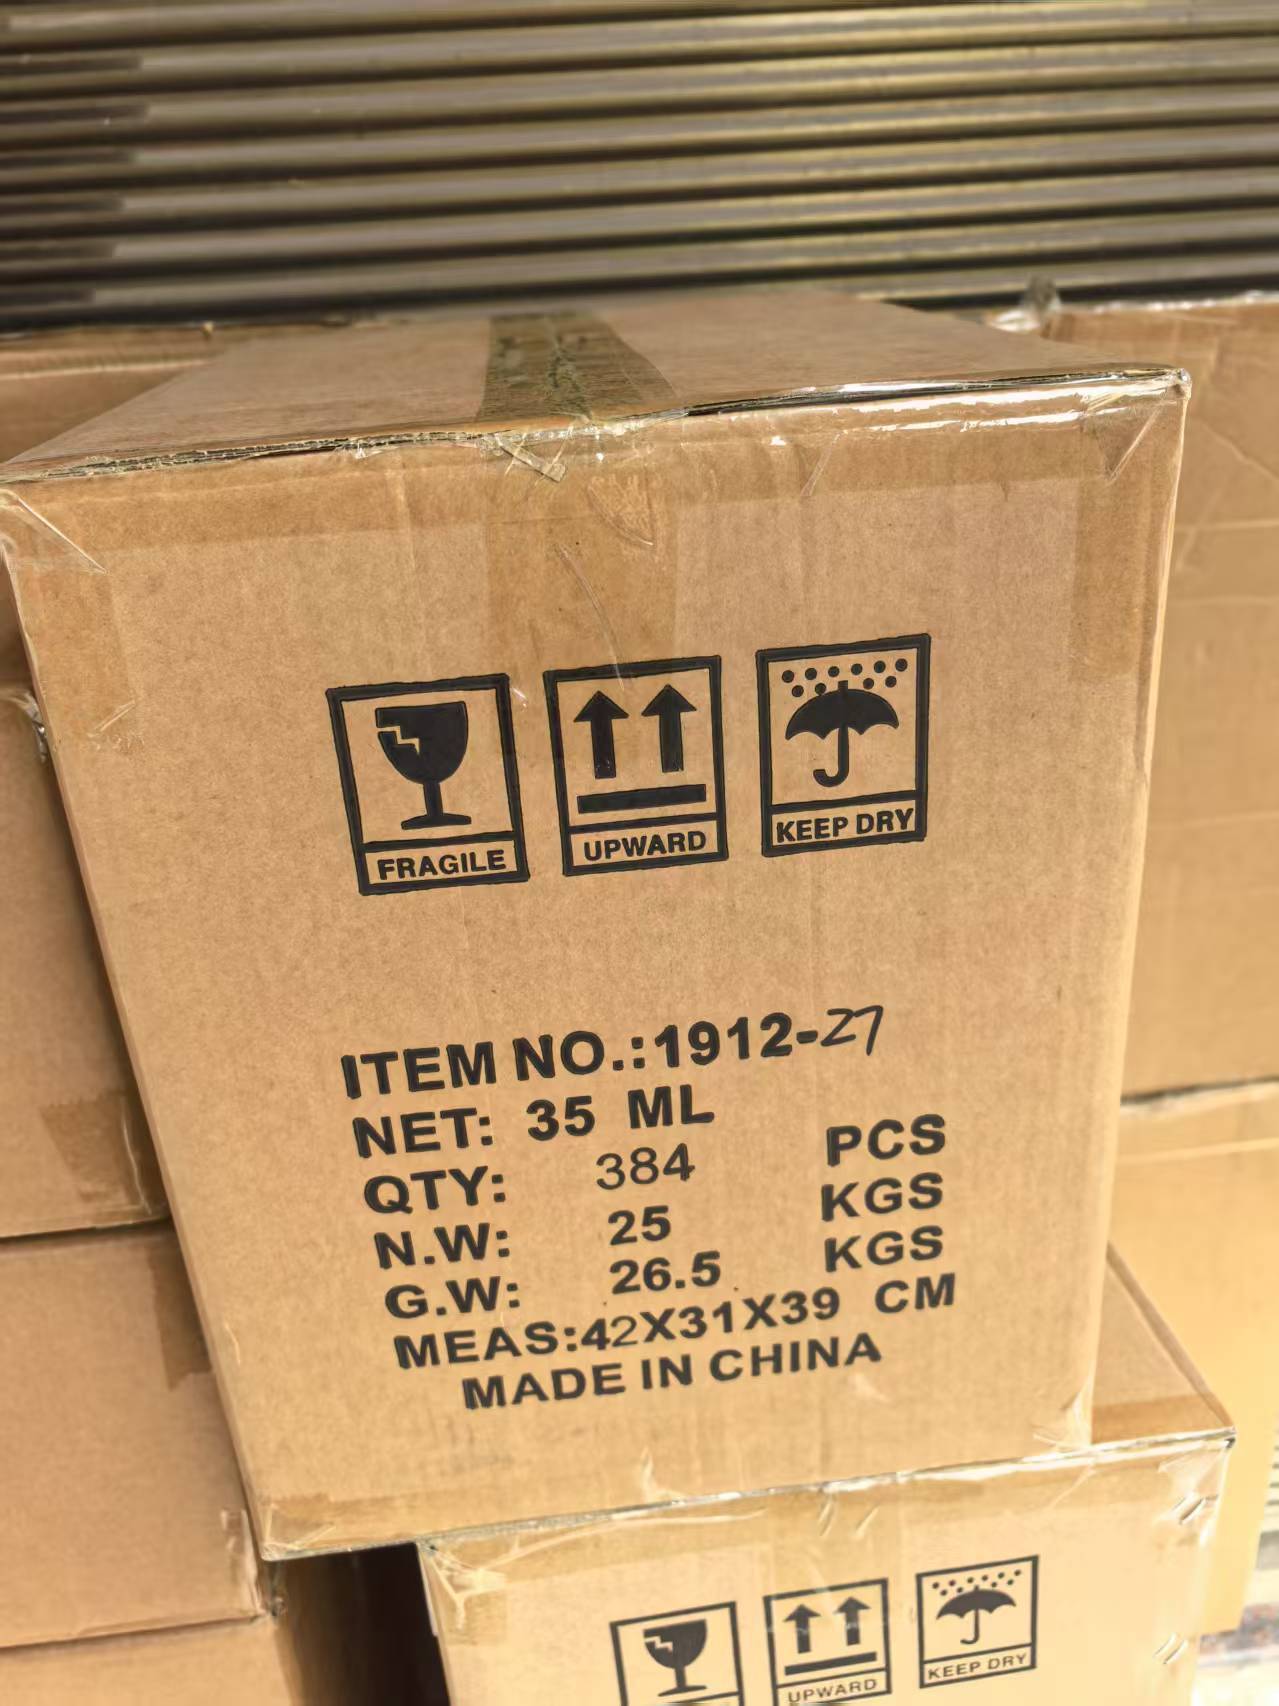 FRAGILE UPWARD KEEP DRY
ITEM NO.:1912-27
NET: 35 ML
QTY: 384 PCS
N.W: 25 KGS
G.W: 26.5 KGS
MEAS:42X31X39 CM
MADE IN CHINA
UPWARD KEEP DRY